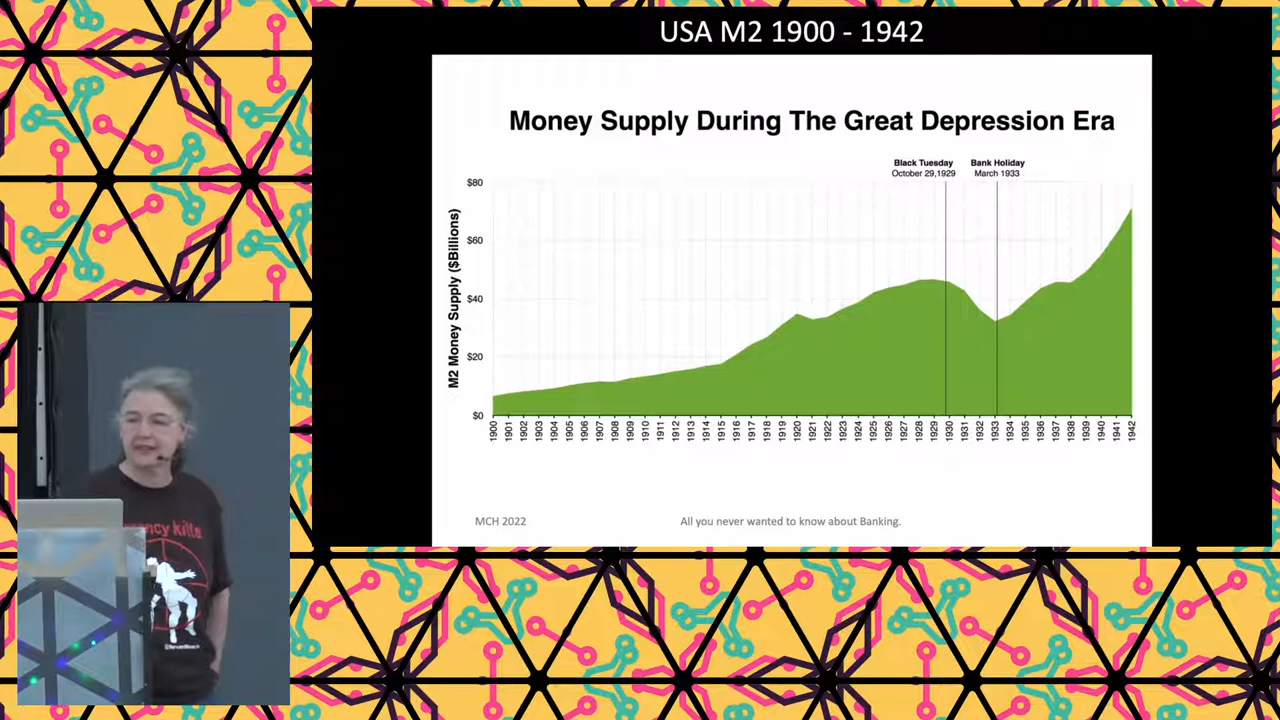 USA M2 1900 - 1942
Money Supply During The Great Depression Era
Black Tuesday
October 29,1929
Bank Holiday
March 1933
M2 Money Supply ($Billions)
$80
$60
$40
$20
$0
1900 1901 1902 1903 1904 1905 1906 1907 1908 1909 1910 1911 1912 1913 1914 1915 1916 1917 1918 1919 1920 1921 1922 1923 1924 1925 1926 1927 1928 1929 1930 1931 1932 1933 1934 1935 1936 1937 1938 1939 1940 1941 1942
MCH 2022
All you never wanted to know about Banking.
kills